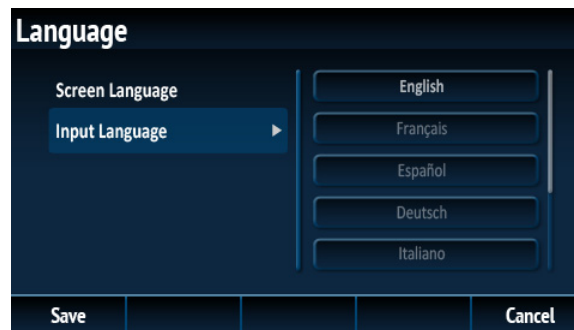 Language
Screen Language
Input Language
English
Français
Español
Deutsch
Italiano
Save
Cancel